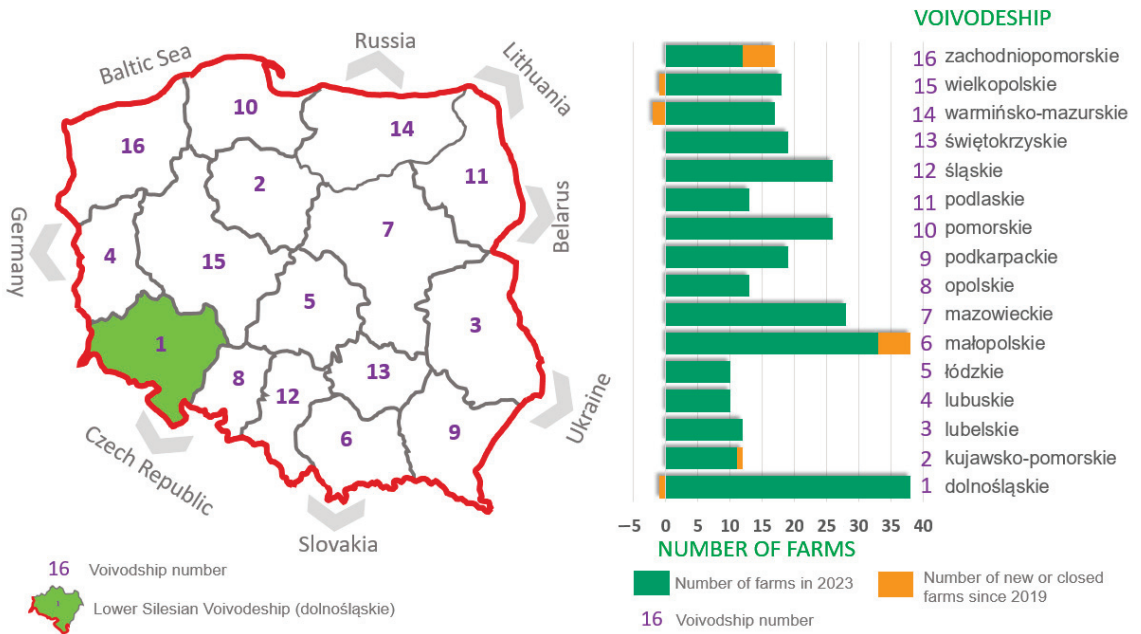 Baltic Sea
Russia
Lithuania
Belarus
Ukraine
Slovakia
Czech Republic
Germany
10
16
14
2
11
7
4
15
5
3
1
13
8
12
6
9
16 Voivodship number
1
Lower Silesian Voivodeship (dolnośląskie)
VOIVODESHIP
16 zachodniopomorskie
15 wielkopolskie
14 warmińsko-mazurskie
13 świętokrzyskie
12 śląskie
11 podlaskie
10 pomorskie
9 podkarpackie
8 opolskie
7 mazowieckie
6 małopolskie
5 łódzkie
4 lubuskie
3 lubelskie
2 kujawsko-pomorskie
1 dolnośląskie
−5 0 5 10 15 20 25 30 35 40
NUMBER OF FARMS
Number of farms in 2023
Number of new or closed
farms since 2019
16 Voivodship number